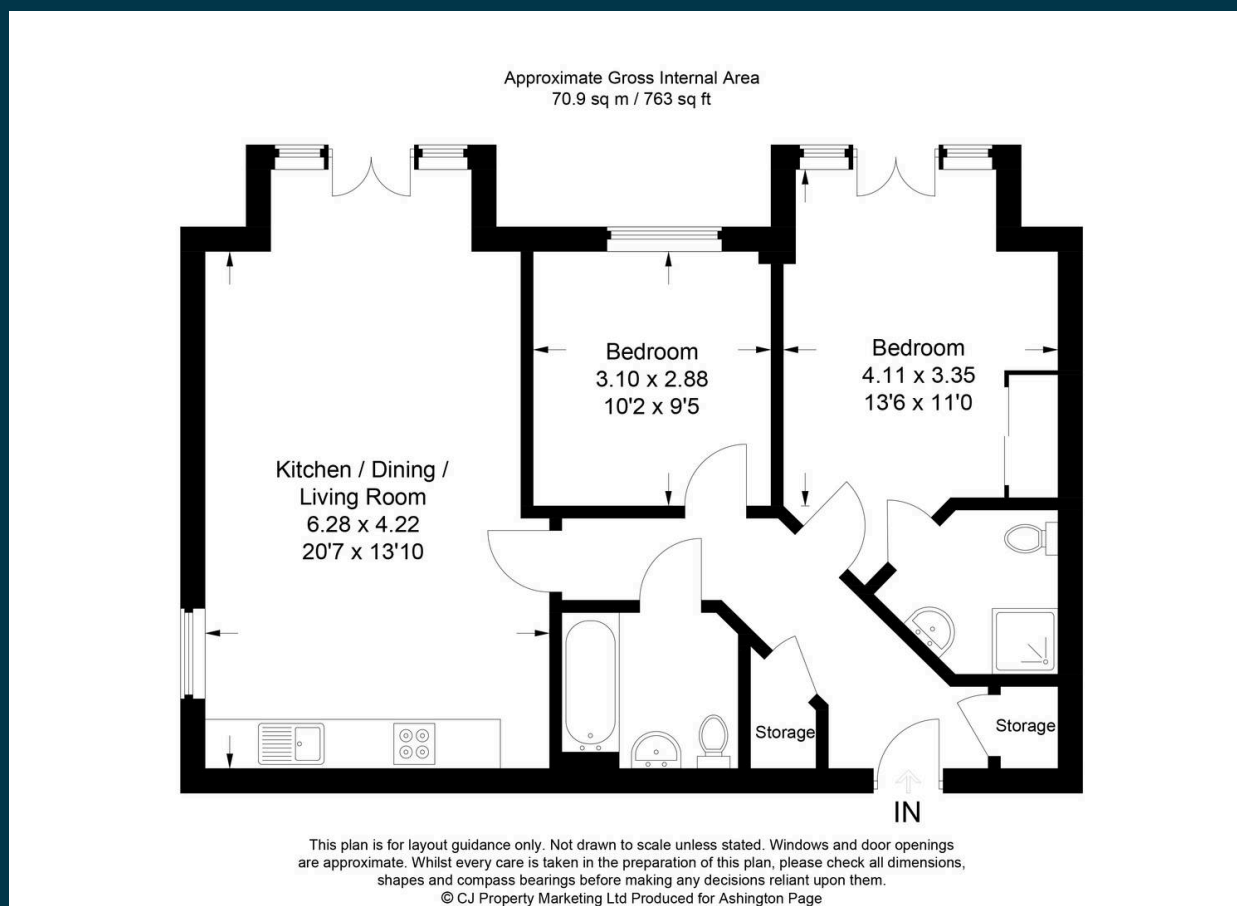 Approximate Gross Internal Area
70.9 sq m / 763 sq ft
Bedroom
3.10 x 2.88
10'2 x 9'5
Bedroom
4.11 x 3.35
13'6 x 11'0
Kitchen / Dining /
Living Room
6.28 x 4.22
20'7 x 13'10
Storage
Storage
IN
This plan is for layout guidance only. Not drawn to scale unless stated. Windows and door openings
are approximate. Whilst every care is taken in the preparation of this plan, please check all dimensions,
shapes and compass bearings before making any decisions reliant upon them.
© CJ Property Marketing Ltd Produced for Ashington Page